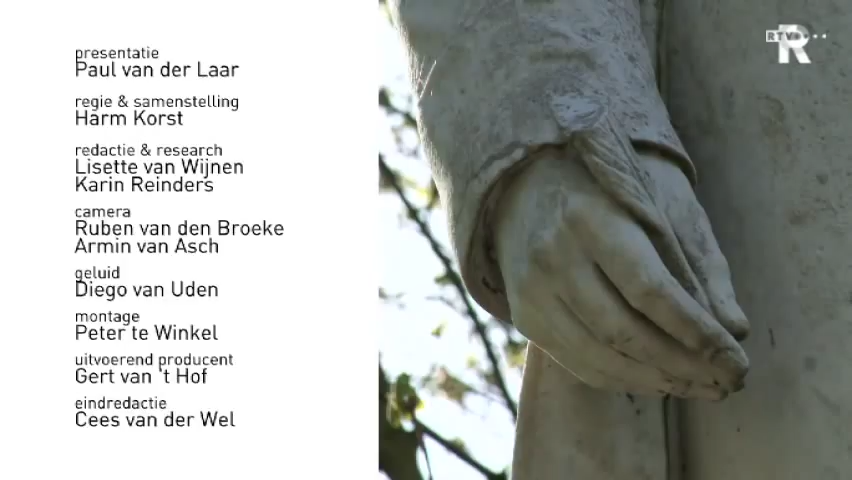 presentatie
Paul van der Laar
regie & samenstelling
Harm Korst
redactie & research
Lisette van Wijnen
Karin Reinders
camera
Ruben van den Broeke
Armin van Asch
geluid
Diego van Uden
montage
Peter te Winkel
uitvoerend producent
Gert van 't Hof
eindredactie
Cees van der Wel
RTV
R